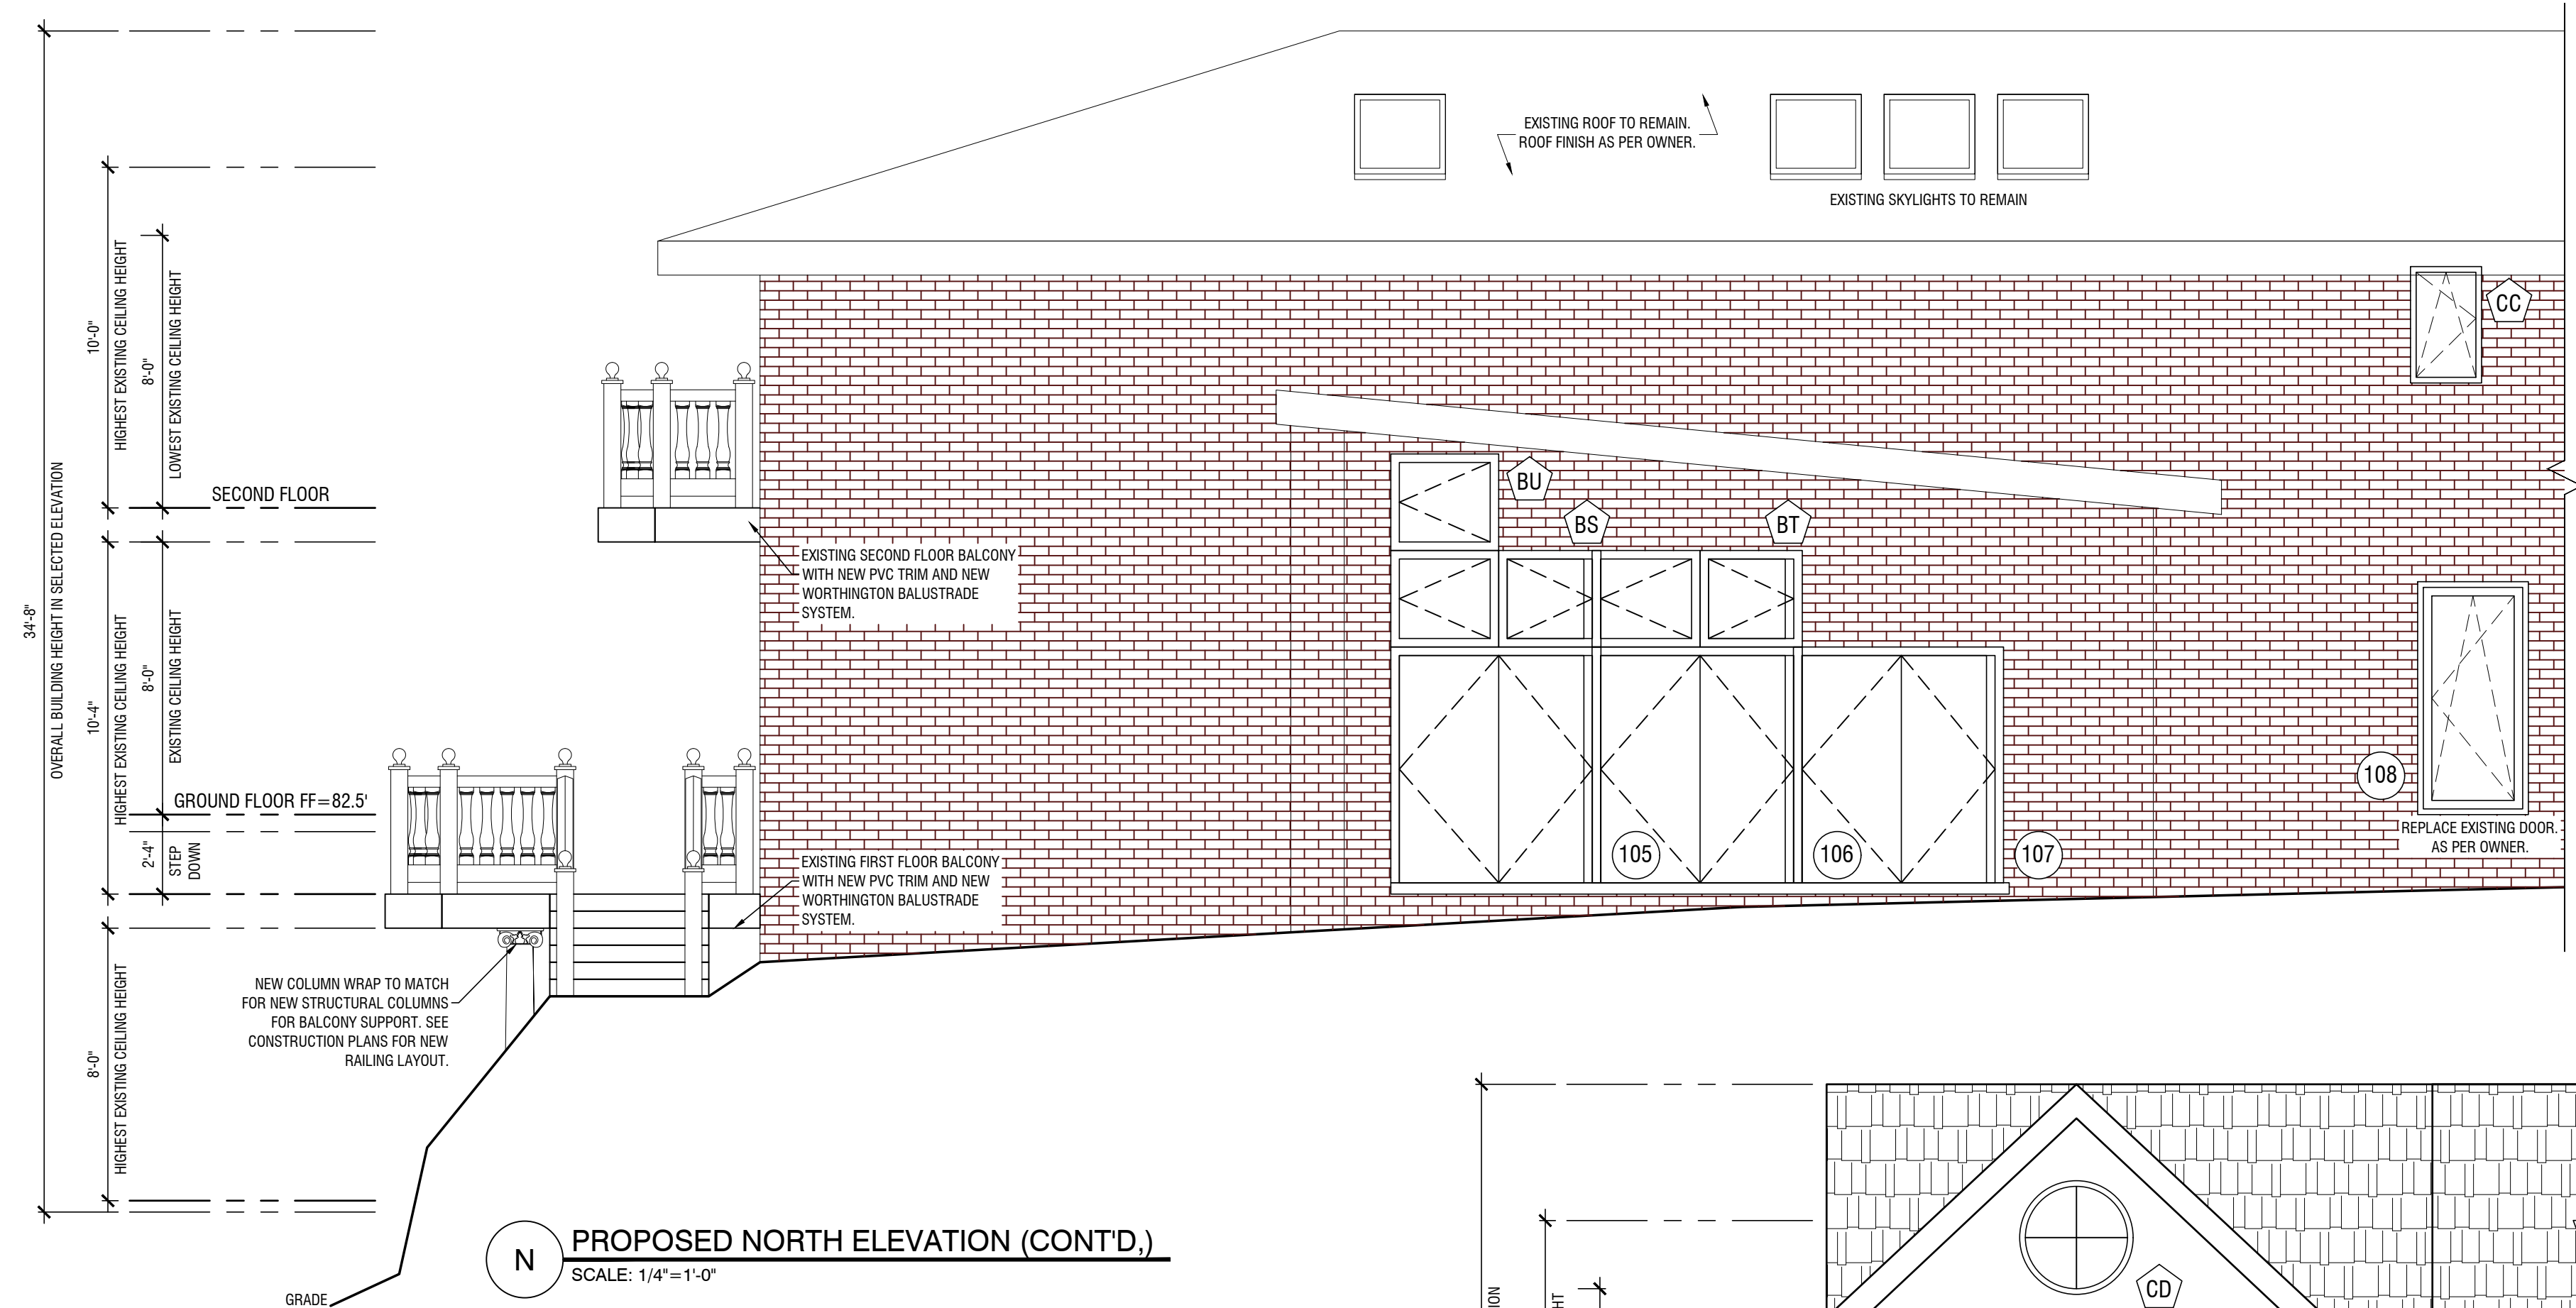 EXISTING ROOF TO REMAIN.
ROOF FINISH AS PER OWNER.
EXISTING SKYLIGHTS TO REMAIN
34'-8"
OVERALL BUILDING HEIGHT IN SELECTED ELEVATION
10'-0"
HIGHEST EXISTING CEILING HEIGHT
8'-0"
LOWEST EXISTING CEILING HEIGHT
SECOND FLOOR
10'-4"
HIGHEST EXISTING CEILING HEIGHT
8'-0"
EXISTING CEILING HEIGHT
GROUND FLOOR FF=82.5'
2'-4"
STEP
DOWN
8'-0"
HIGHEST EXISTING CEILING HEIGHT
CC
BU
BS
BT
EXISTING SECOND FLOOR BALCONY
WITH NEW PVC TRIM AND NEW
WORTHINGTON BALUSTRADE
SYSTEM.
EXISTING FIRST FLOOR BALCONY
WITH NEW PVC TRIM AND NEW
WORTHINGTON BALUSTRADE
SYSTEM.
105
106
107
108
REPLACE EXISTING DOOR.
AS PER OWNER.
NEW COLUMN WRAP TO MATCH
FOR NEW STRUCTURAL COLUMNS
FOR BALCONY SUPPORT. SEE
CONSTRUCTION PLANS FOR NEW
RAILING LAYOUT.
N
PROPOSED NORTH ELEVATION (CONT'D,)
SCALE: 1/4"=1'-0"
GRADE
CD